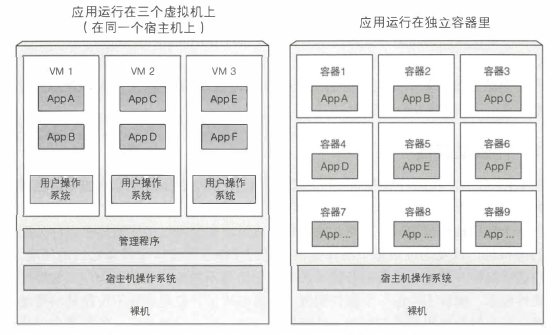 应用运行在三个虚拟机上
（在同一个宿主机上）
VM 1
VM 2
VM 3
App A
App C
App E
App B
App D
App F
用户操作
系统
用户操作
系统
用户操作
系统
管理程序
宿主机操作系统
裸机
应用运行在独立容器里
容器1
容器2
容器3
App A
App B
App C
容器4
容器5
容器6
App D
App E
App F
容器7
容器8
容器9
App ...
App ...
App ...
宿主机操作系统
裸机